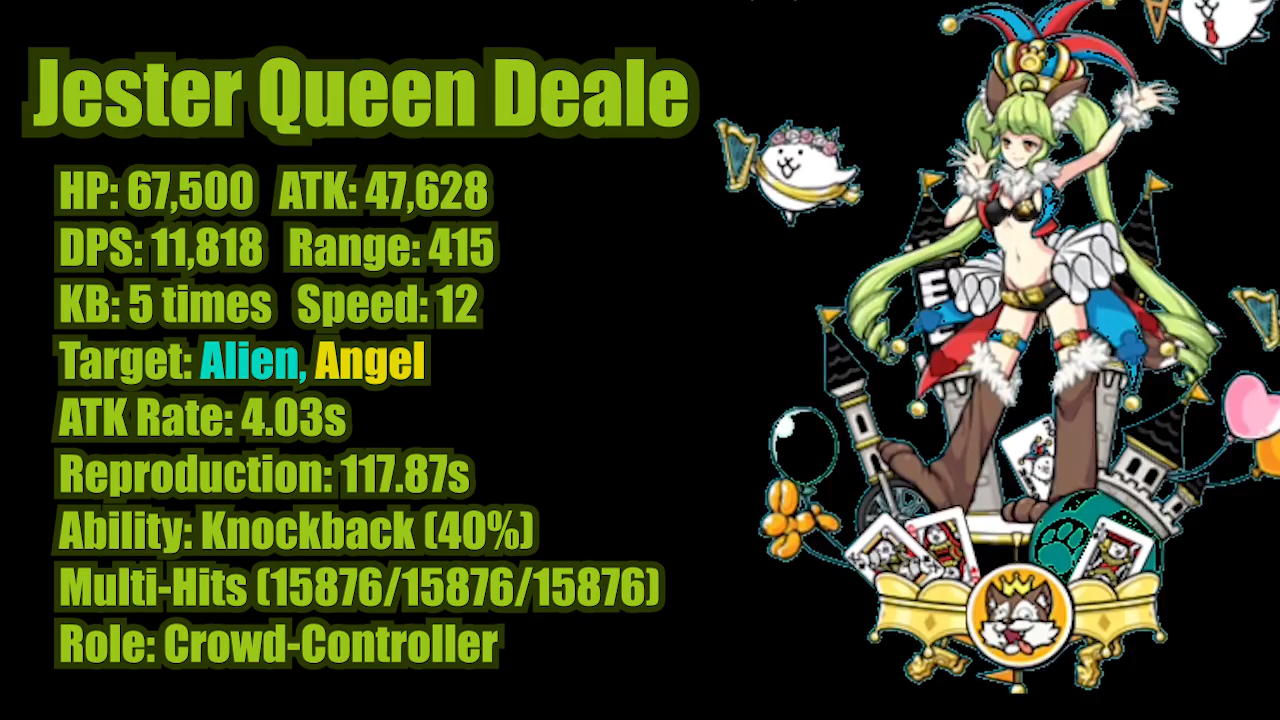 Jester Queen Deale
HP: 67,500 ATK: 47,628
DPS: 11,818 Range: 415
KB: 5 times Speed: 12
Target: Alien, Angel
ATK Rate: 4.03s
Reproduction: 117.87s
Ability: Knockback (40%)
Multi-Hits (15876/15876/15876)
Role: Crowd-Controller